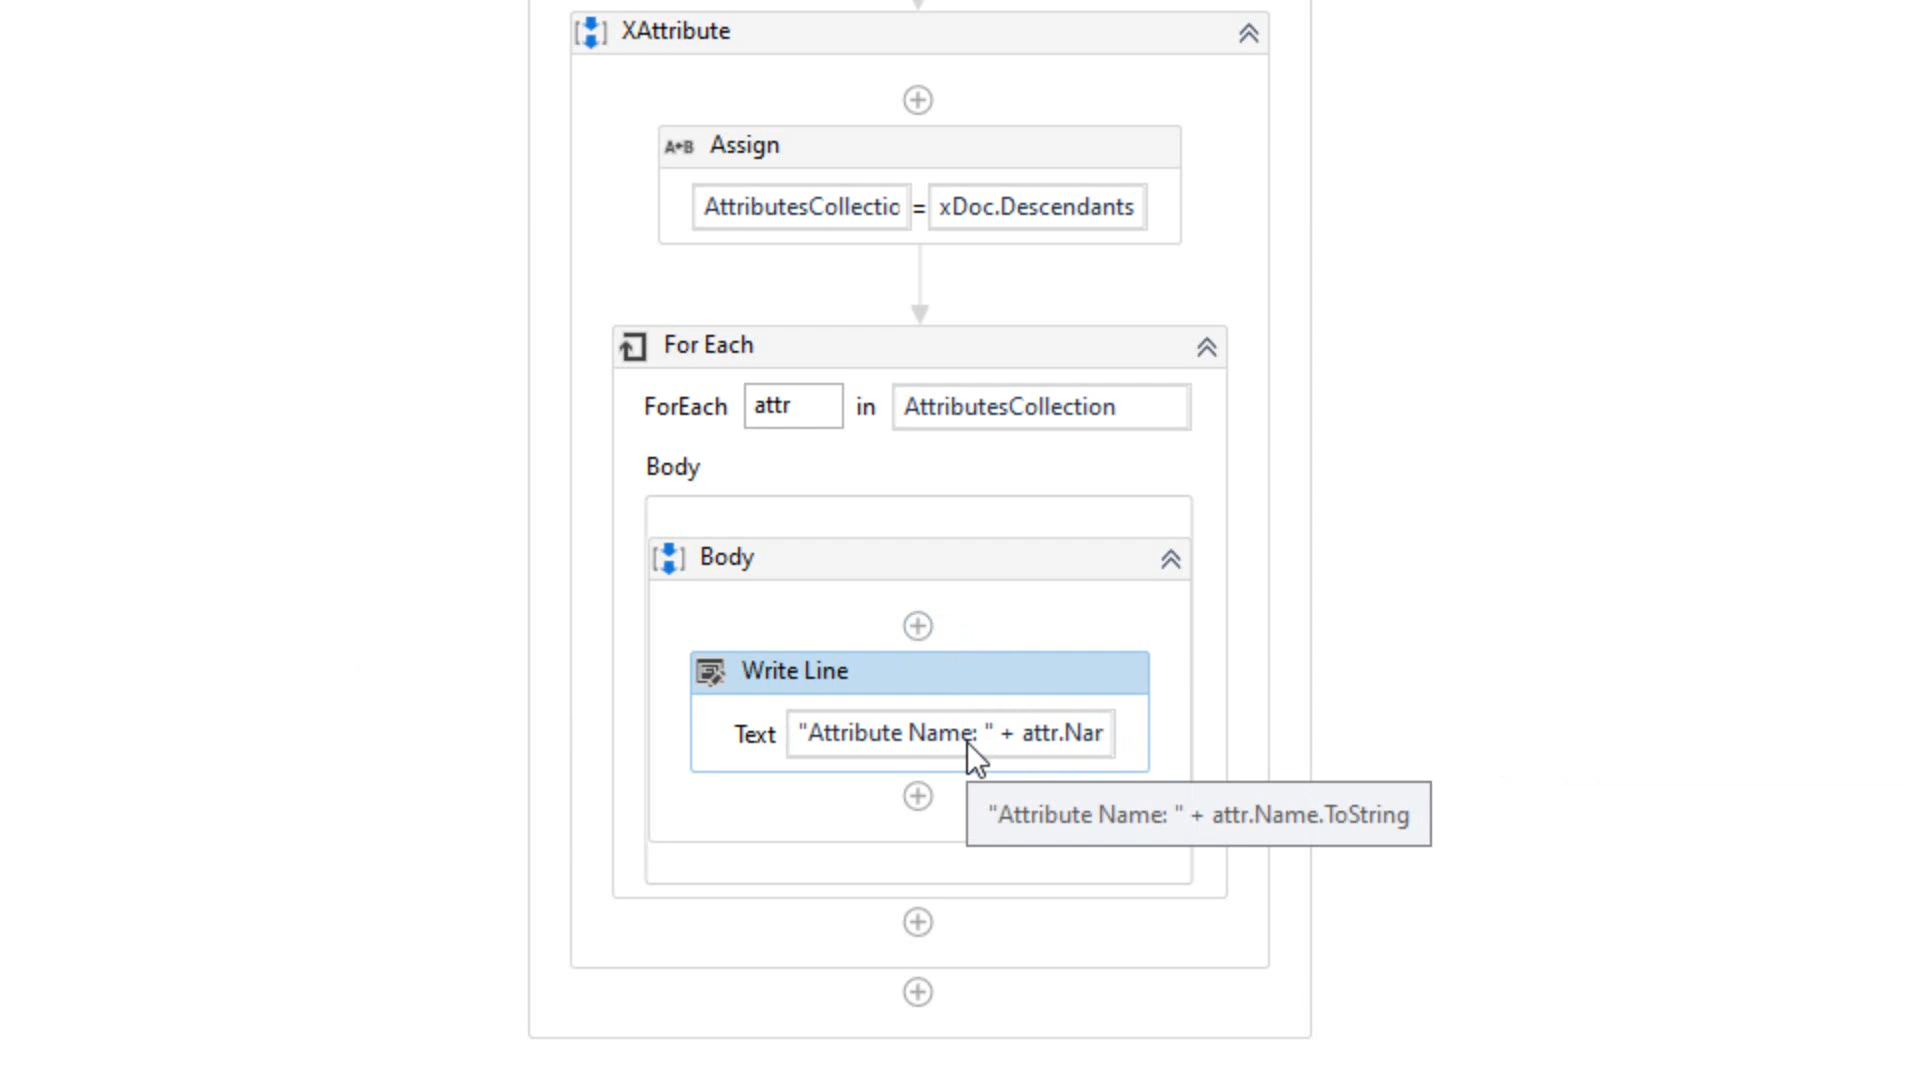 XAttribute
A+B Assign
AttributesCollectio = xDoc.Descendants
For Each
ForEach attr in AttributesCollection
Body
Body
Write Line
Text "Attribute Name: " + attr.Nar
"Attribute Name: " + attr.Name.ToString